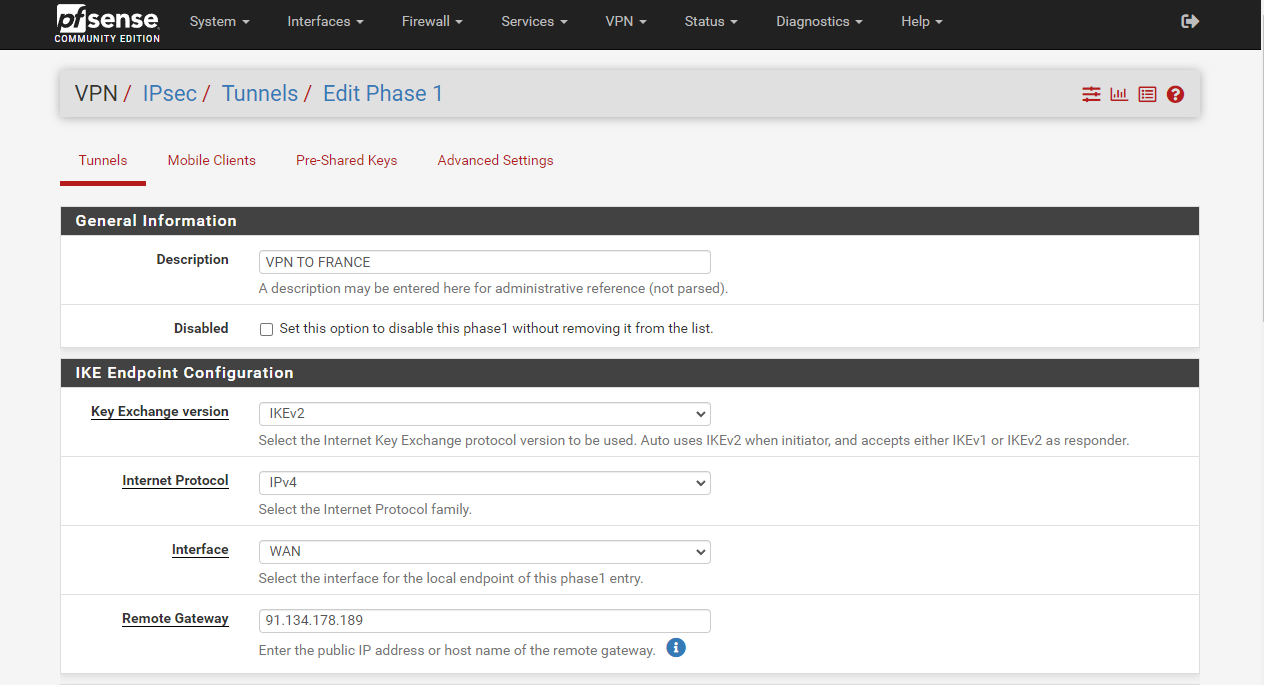 pfsense
COMMUNITY EDITION
System Interfaces Firewall Services VPN Status Diagnostics Help
VPN / IPsec / Tunnels / Edit Phase 1
Tunnels Mobile Clients Pre-Shared Keys Advanced Settings
General Information
Description VPN TO FRANCE
A description may be entered here for administrative reference (not parsed).
Disabled Set this option to disable this phase1 without removing it from the list.
IKE Endpoint Configuration
Key Exchange version IKEv2
Select the Internet Key Exchange protocol version to be used. Auto uses IKEv2 when initiator, and accepts either IKEv1 or IKEv2 as responder.
Internet Protocol IPv4
Select the Internet Protocol family.
Interface WAN
Select the interface for the local endpoint of this phase1 entry.
Remote Gateway 91.134.178.189
Enter the public IP address or host name of the remote gateway.